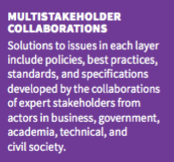 MULTISTAKEHOLDER
COLLABORATIONS
Solutions to issues in each layer
include policies, best practices,
standards, and specifications
developed by the collaborations
of expert stakeholders from
actors in business, government,
academia, technical, and
civil society.